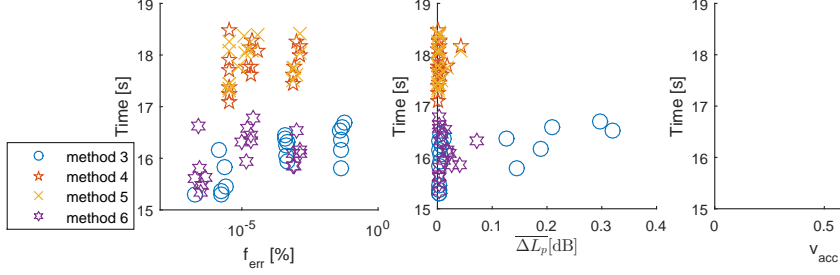 19
18
17
16
15
Time [s]
10^-5
10^0
f_err [%]
method 3
method 4
method 5
method 6
19
18
17
16
15
Time [s]
0
0.1
0.2
0.3
0.4
ΔL_p[dB]
19
18
17
16
15
Time [s]
0
0.5
v_acc